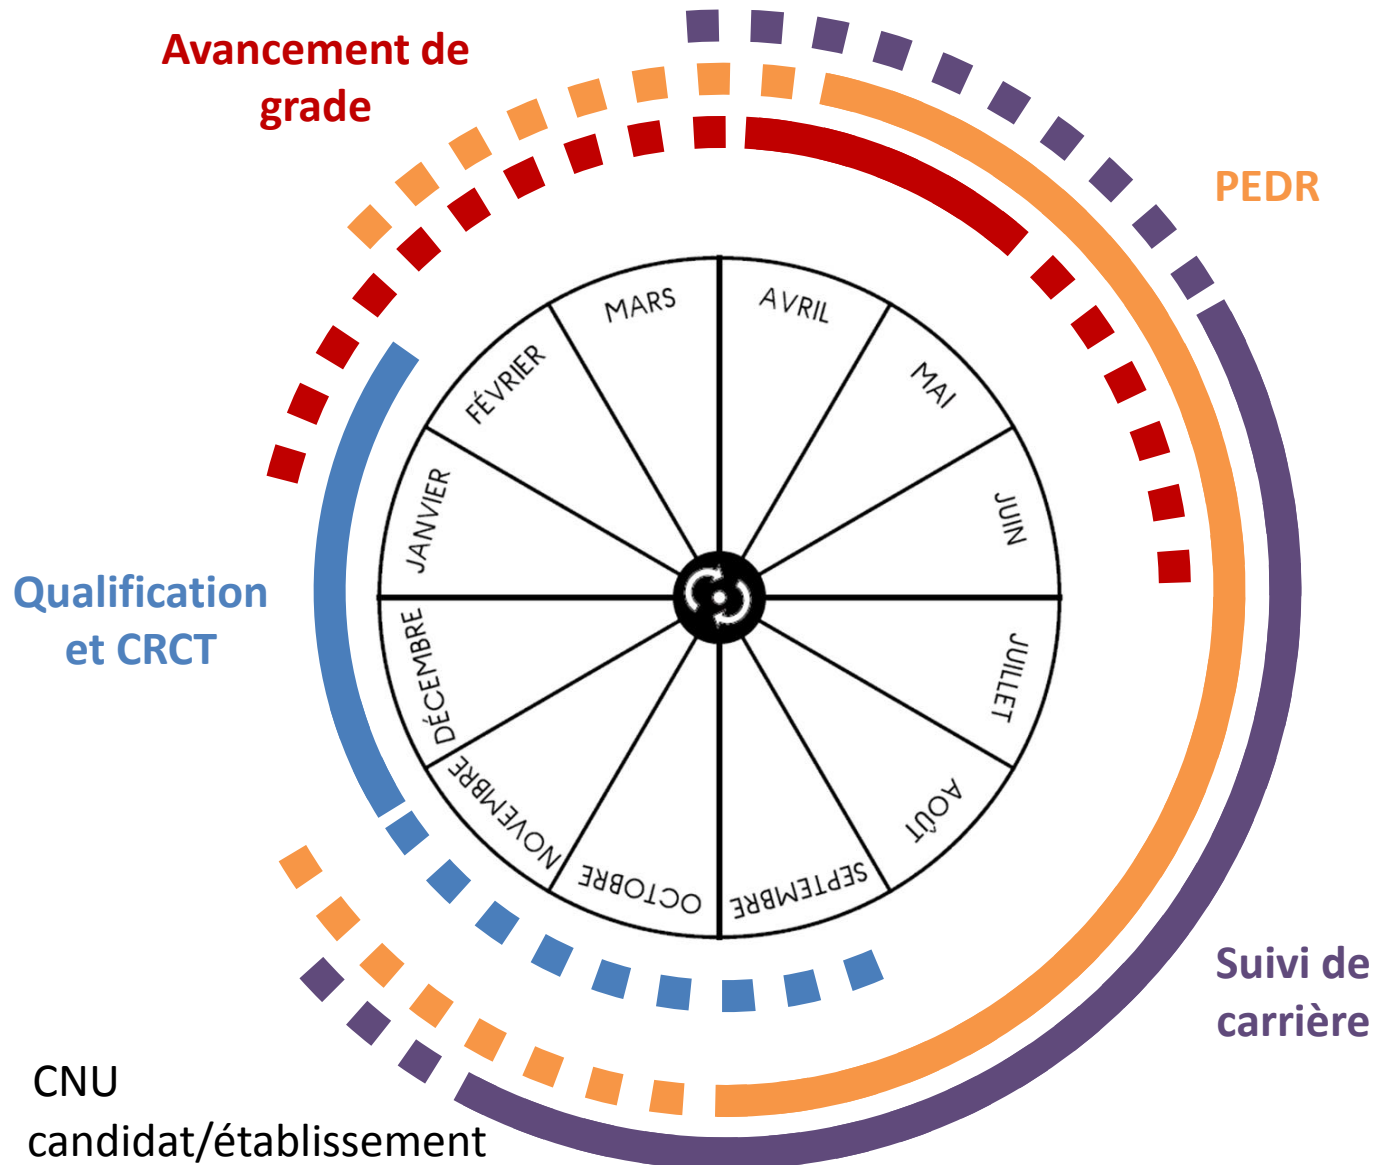 Avancement de
grade
PEDR
MARS
AVRIL
FÉVRIER
MAI
JANVIER
JUIN
Qualification
et CRCT
DÉCEMBRE
JUILLET
NOVEMBRE
AOÛT
OCTOBRE
SEPTEMBRE
Suivi de
carrière
CNU
candidat/établissement